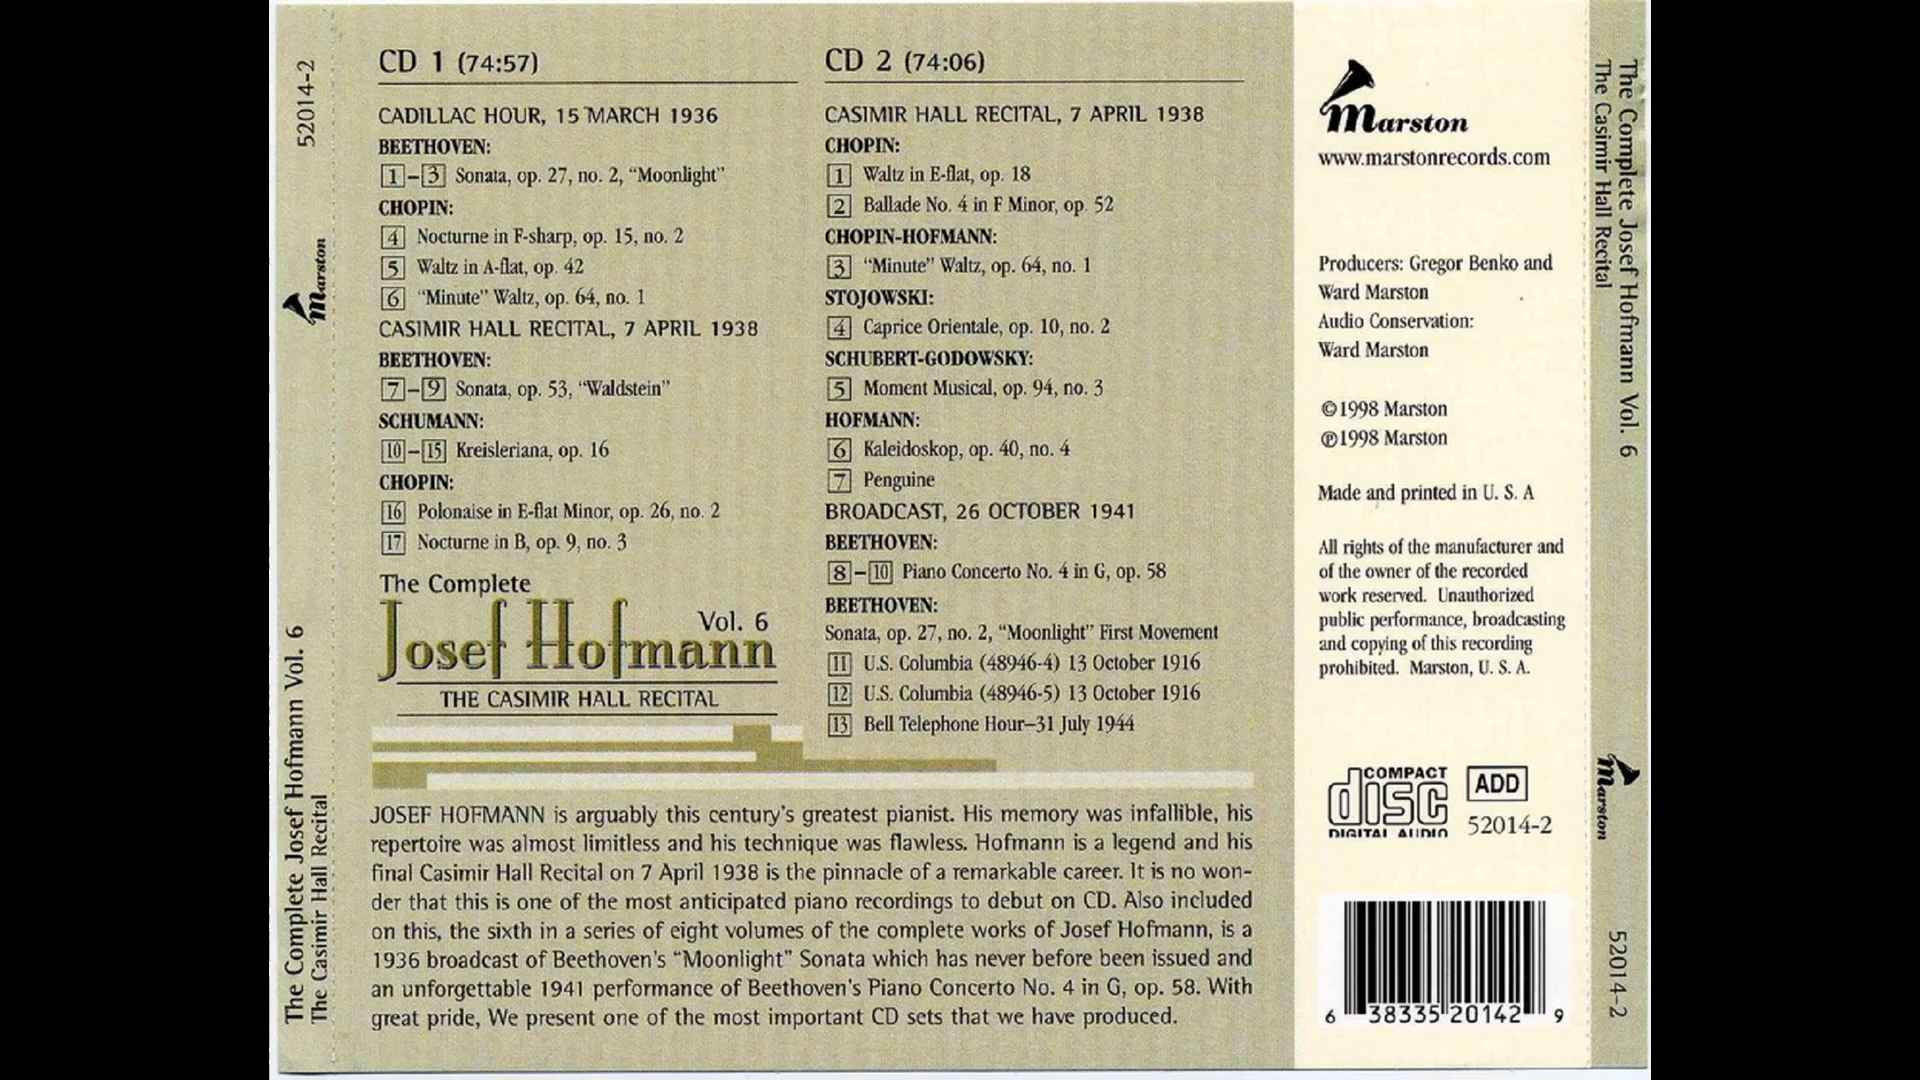 52014-2
Marston
The Complete Josef Hofmann Vol. 6
The Casimir Hall Recital
CD 1 (74:57)
CADILLAC HOUR, 15 MARCH 1936
BEETHOVEN:
1–3 Sonata, op. 27, no. 2, “Moonlight”
CHOPIN:
4 Nocturne in F-sharp, op. 15, no. 2
5 Waltz in A-flat, op. 42
6 “Minute” Waltz, op. 64, no. 1
CASIMIR HALL RECITAL, 7 APRIL 1938
BEETHOVEN:
7–9 Sonata, op. 53, “Waldstein”
SCHUMANN:
10–15 Kreisleriana, op. 16
CHOPIN:
16 Polonaise in E-flat Minor, op. 26, no. 2
17 Nocturne in B, op. 9, no. 3
The Complete
Josef Hofmann Vol. 6
THE CASIMIR HALL RECITAL
CD 2 (74:06)
CASIMIR HALL RECITAL, 7 APRIL 1938
CHOPIN:
1 Waltz in E-flat, op. 18
2 Ballade No. 4 in F Minor, op. 52
CHOPIN-HOFMANN:
3 “Minute” Waltz, op. 64, no. 1
STOJOWSKI:
4 Caprice Orientale, op. 10, no. 2
SCHUBERT-GODOWSKY:
5 Moment Musical, op. 94, no. 3
HOFMANN:
6 Kaleidoskop, op. 40, no. 4
7 Penguine
BROADCAST, 26 OCTOBER 1941
BEETHOVEN:
8–10 Piano Concerto No. 4 in G, op. 58
BEETHOVEN:
Sonata, op. 27, no. 2, “Moonlight” First Movement
11 U.S. Columbia (48946-4) 13 October 1916
12 U.S. Columbia (48946-5) 13 October 1916
13 Bell Telephone Hour–31 July 1944
JOSEF HOFMANN is arguably this century's greatest pianist. His memory was infallible, his
repertoire was almost limitless and his technique was flawless. Hofmann is a legend and his
final Casimir Hall Recital on 7 April 1938 is the pinnacle of a remarkable career. It is no won-
der that this is one of the most anticipated piano recordings to debut on CD. Also included
on this, the sixth in a series of eight volumes of the complete works of Josef Hofmann, is a
1936 broadcast of Beethoven's “Moonlight” Sonata which has never before been issued and
an unforgettable 1941 performance of Beethoven's Piano Concerto No. 4 in G, op. 58. With
great pride, We present one of the most important CD sets that we have produced.
Marston
www.marstonrecords.com
Producers: Gregor Benko and
Ward Marston
Audio Conservation:
Ward Marston
©1998 Marston
℗1998 Marston
Made and printed in U. S. A
All rights of the manufacturer and
of the owner of the recorded
work reserved. Unauthorized
public performance, broadcasting
and copying of this recording
prohibited. Marston, U. S. A.
COMPACT
disc
DIGITAL AUDIO
ADD
52014-2
6 38335 20142 9
The Complete Josef Hofmann Vol. 6
The Casimir Hall Recital
Marston
52014-2